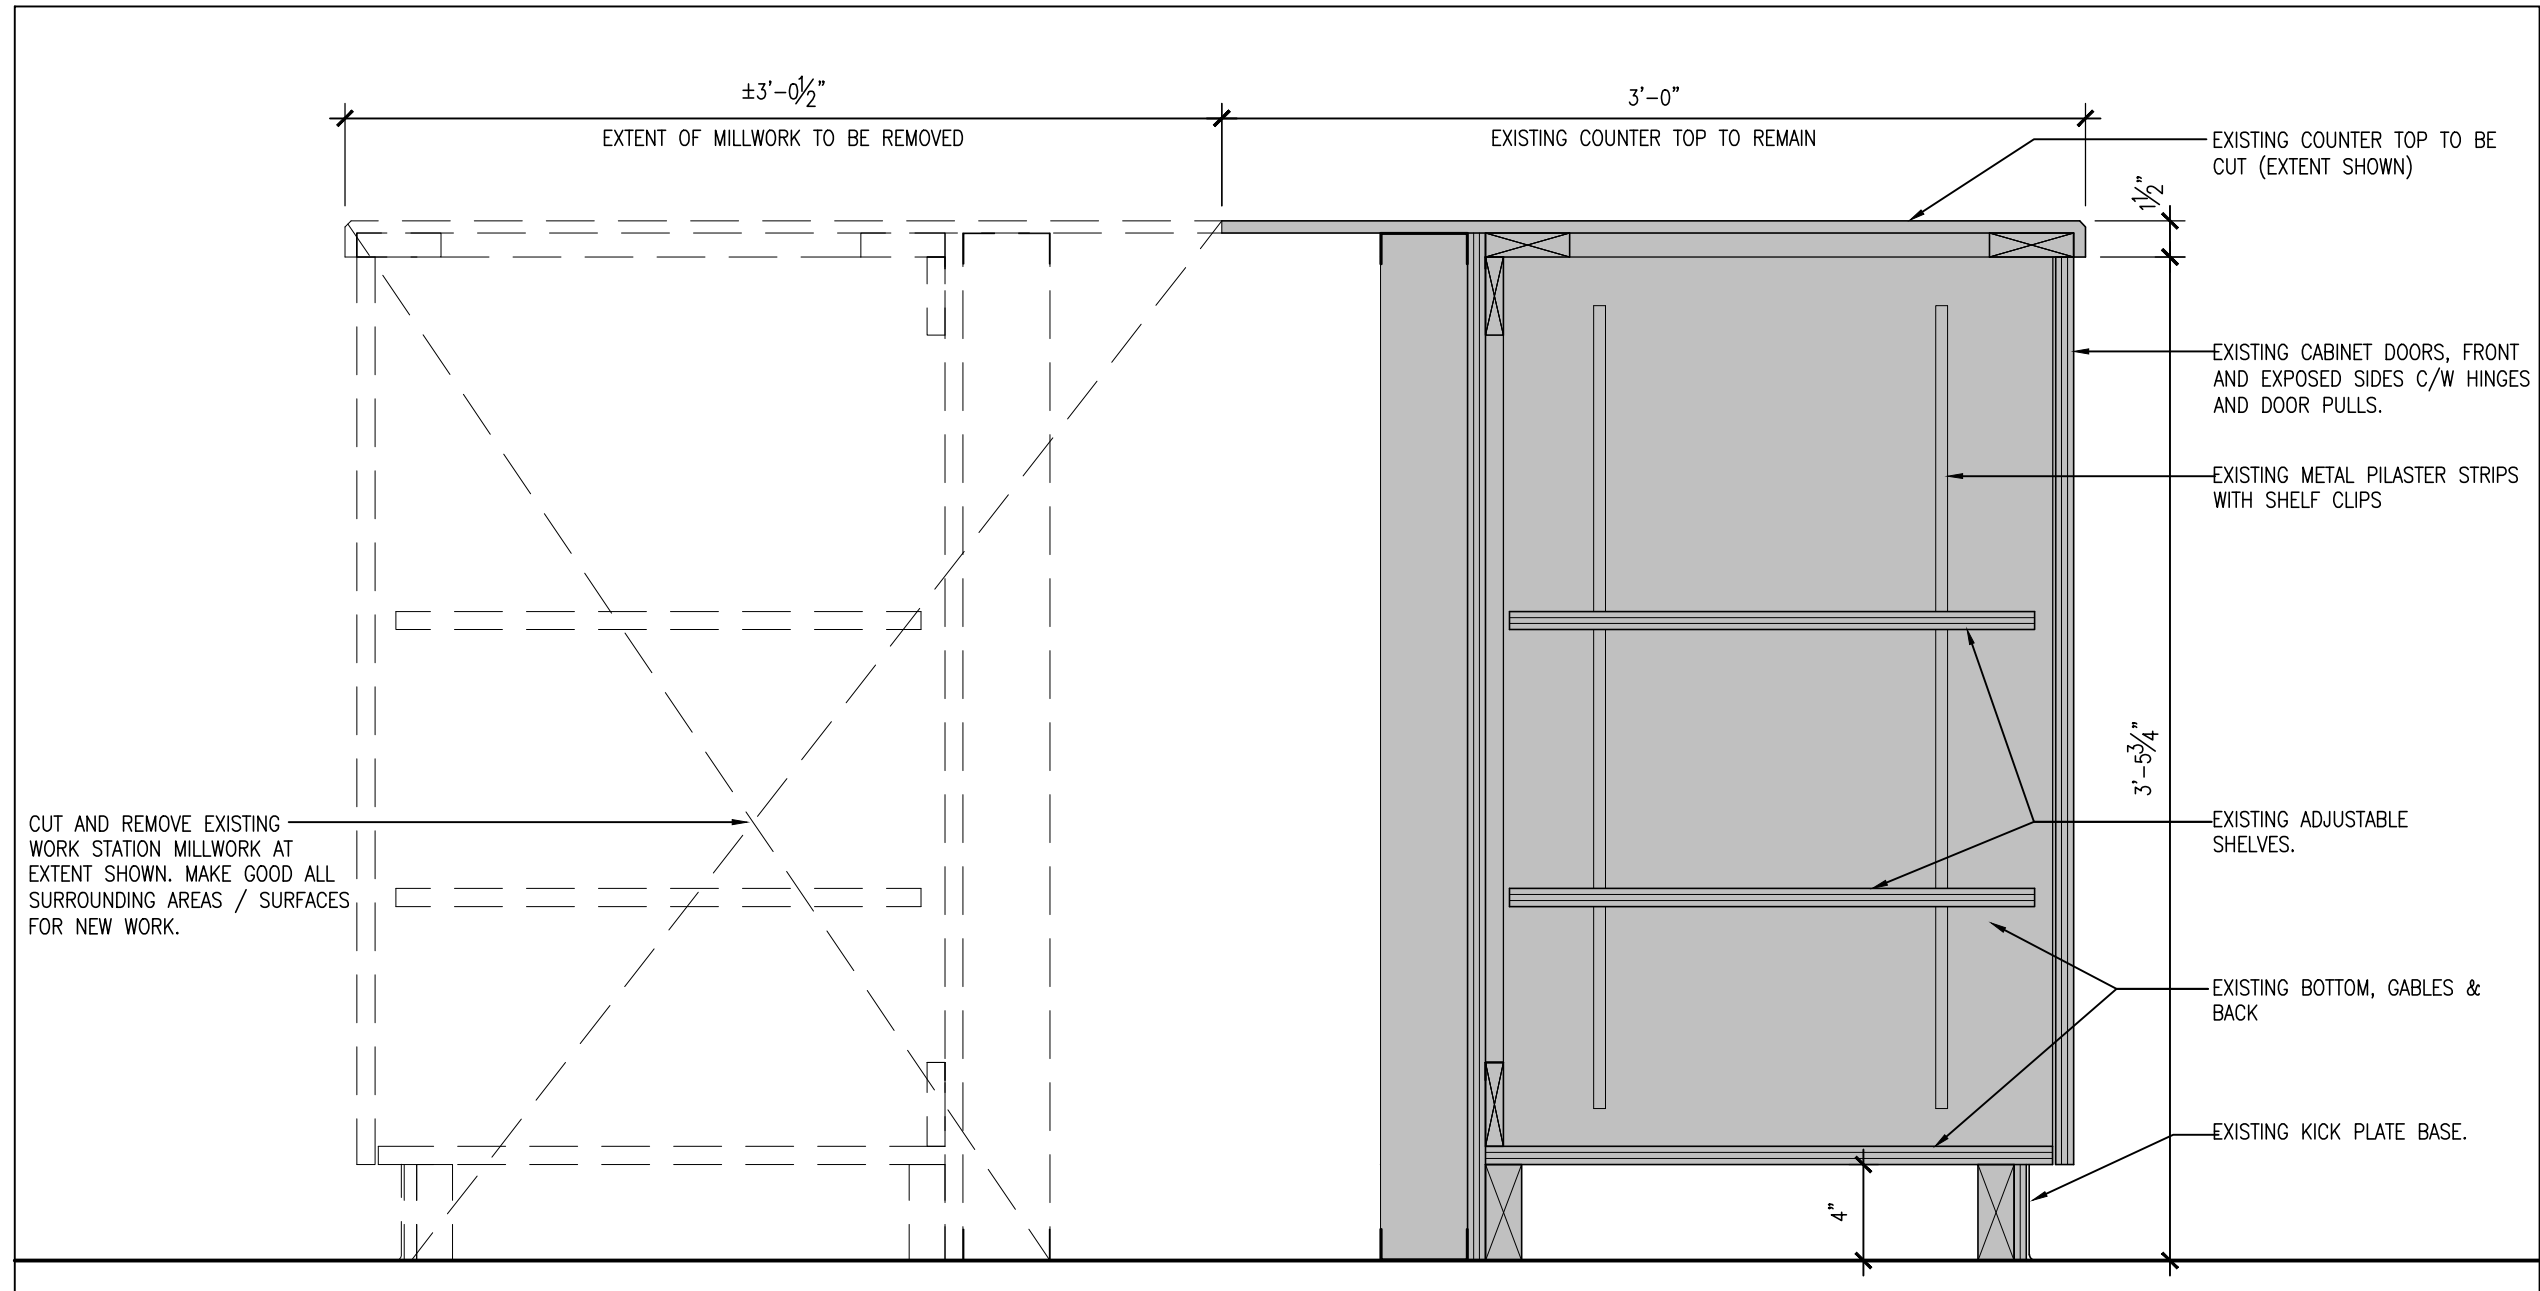 ±3'-0½"
EXTENT OF MILLWORK TO BE REMOVED
3'-0"
EXISTING COUNTER TOP TO REMAIN
EXISTING COUNTER TOP TO BE
CUT (EXTENT SHOWN)
1½"
EXISTING CABINET DOORS, FRONT
AND EXPOSED SIDES C/W HINGES
AND DOOR PULLS.
EXISTING METAL PILASTER STRIPS
WITH SHELF CLIPS
3'-5¾"
CUT AND REMOVE EXISTING
WORK STATION MILLWORK AT
EXTENT SHOWN. MAKE GOOD ALL
SURROUNDING AREAS / SURFACES
FOR NEW WORK.
EXISTING ADJUSTABLE
SHELVES.
EXISTING BOTTOM, GABLES &
BACK
EXISTING KICK PLATE BASE.
4"